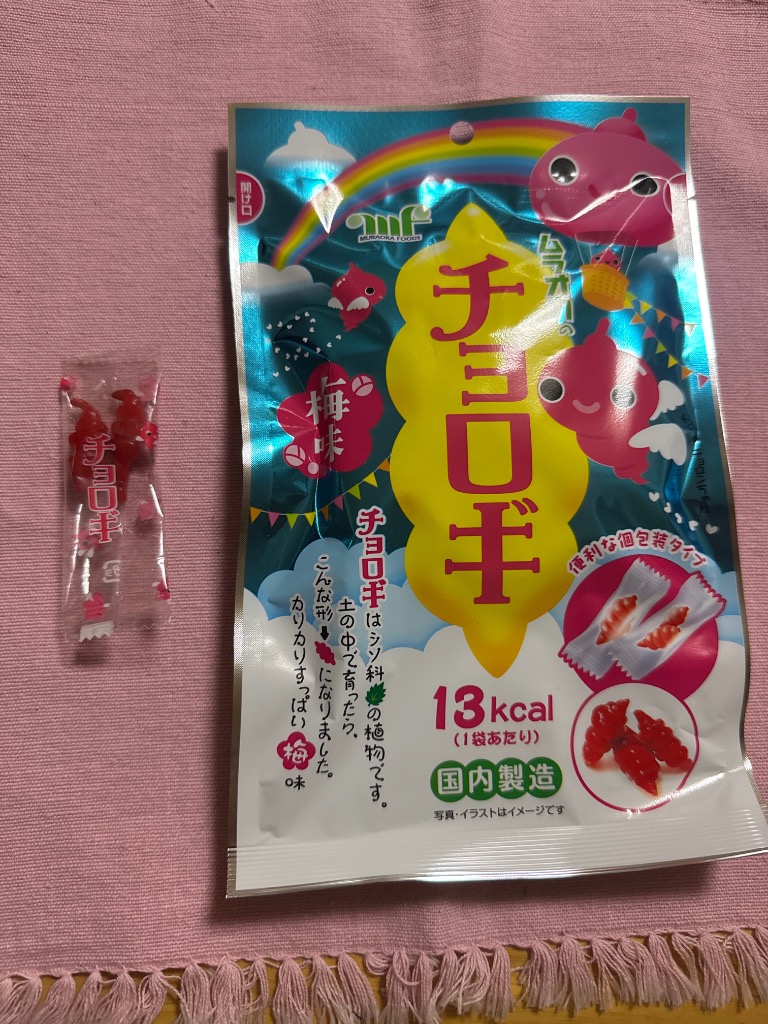 開け口
mf
MURAOKA FOODS
ムラオカの
チョロギ
梅味
チョロギはシソ科の植物です。
土の中で育ったら、
こんな形になりました。
カリカリすっぱい梅味
便利な個包装タイプ
13kcal
(1袋あたり)
国内製造
写真・イラストはイメージです
チョロギ